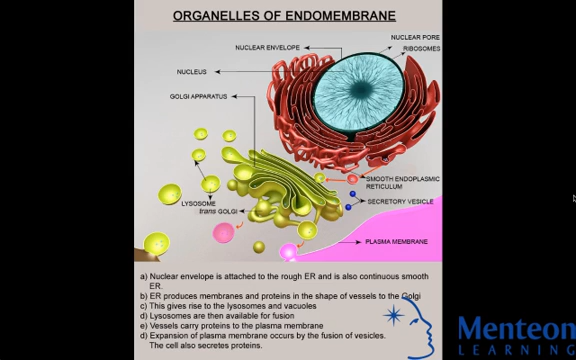 ORGANELLES OF ENDOMEMBRANE
NUCLEAR PORE
NUCLEAR ENVELOPE
RIBOSOMES
NUCLEUS
GOLGI APPARATUS
SMOOTH ENDOPLASMIC
RETICULUM
LYSOSOME
SECRETORY VESICLE
trans GOLGI
PLASMA MEMBRANE
a) Nuclear envelope is attached to the rough ER and is also continuous smooth
ER.
b) ER produces membranes and proteins in the shape of vessels to the Golgi
c) This gives rise to the lysosomes and vacuoles
d) Lysosomes are then available for fusion
e) Vessels carry proteins to the plasma membrane
d) Expansion of plasma membrane occurs by the fusion of vesicles.
The cell also secretes proteins.
Menteon
LEARNING